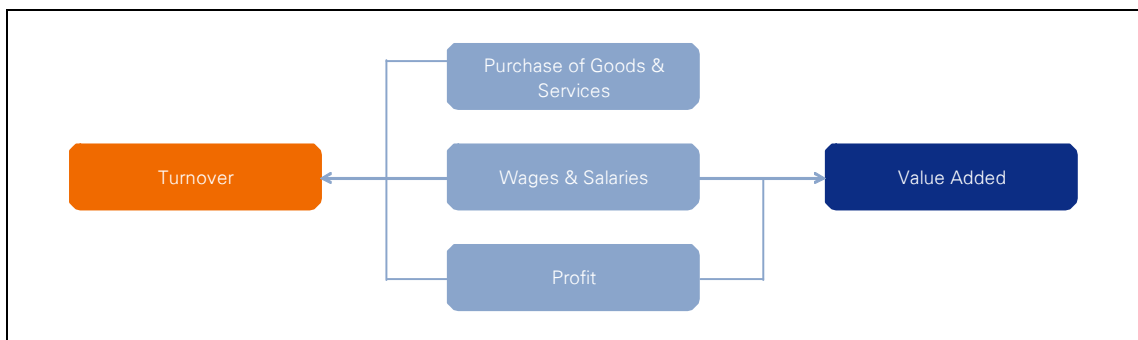 Purchase of Goods &
Services
Turnover
Wages & Salaries
Value Added
Profit